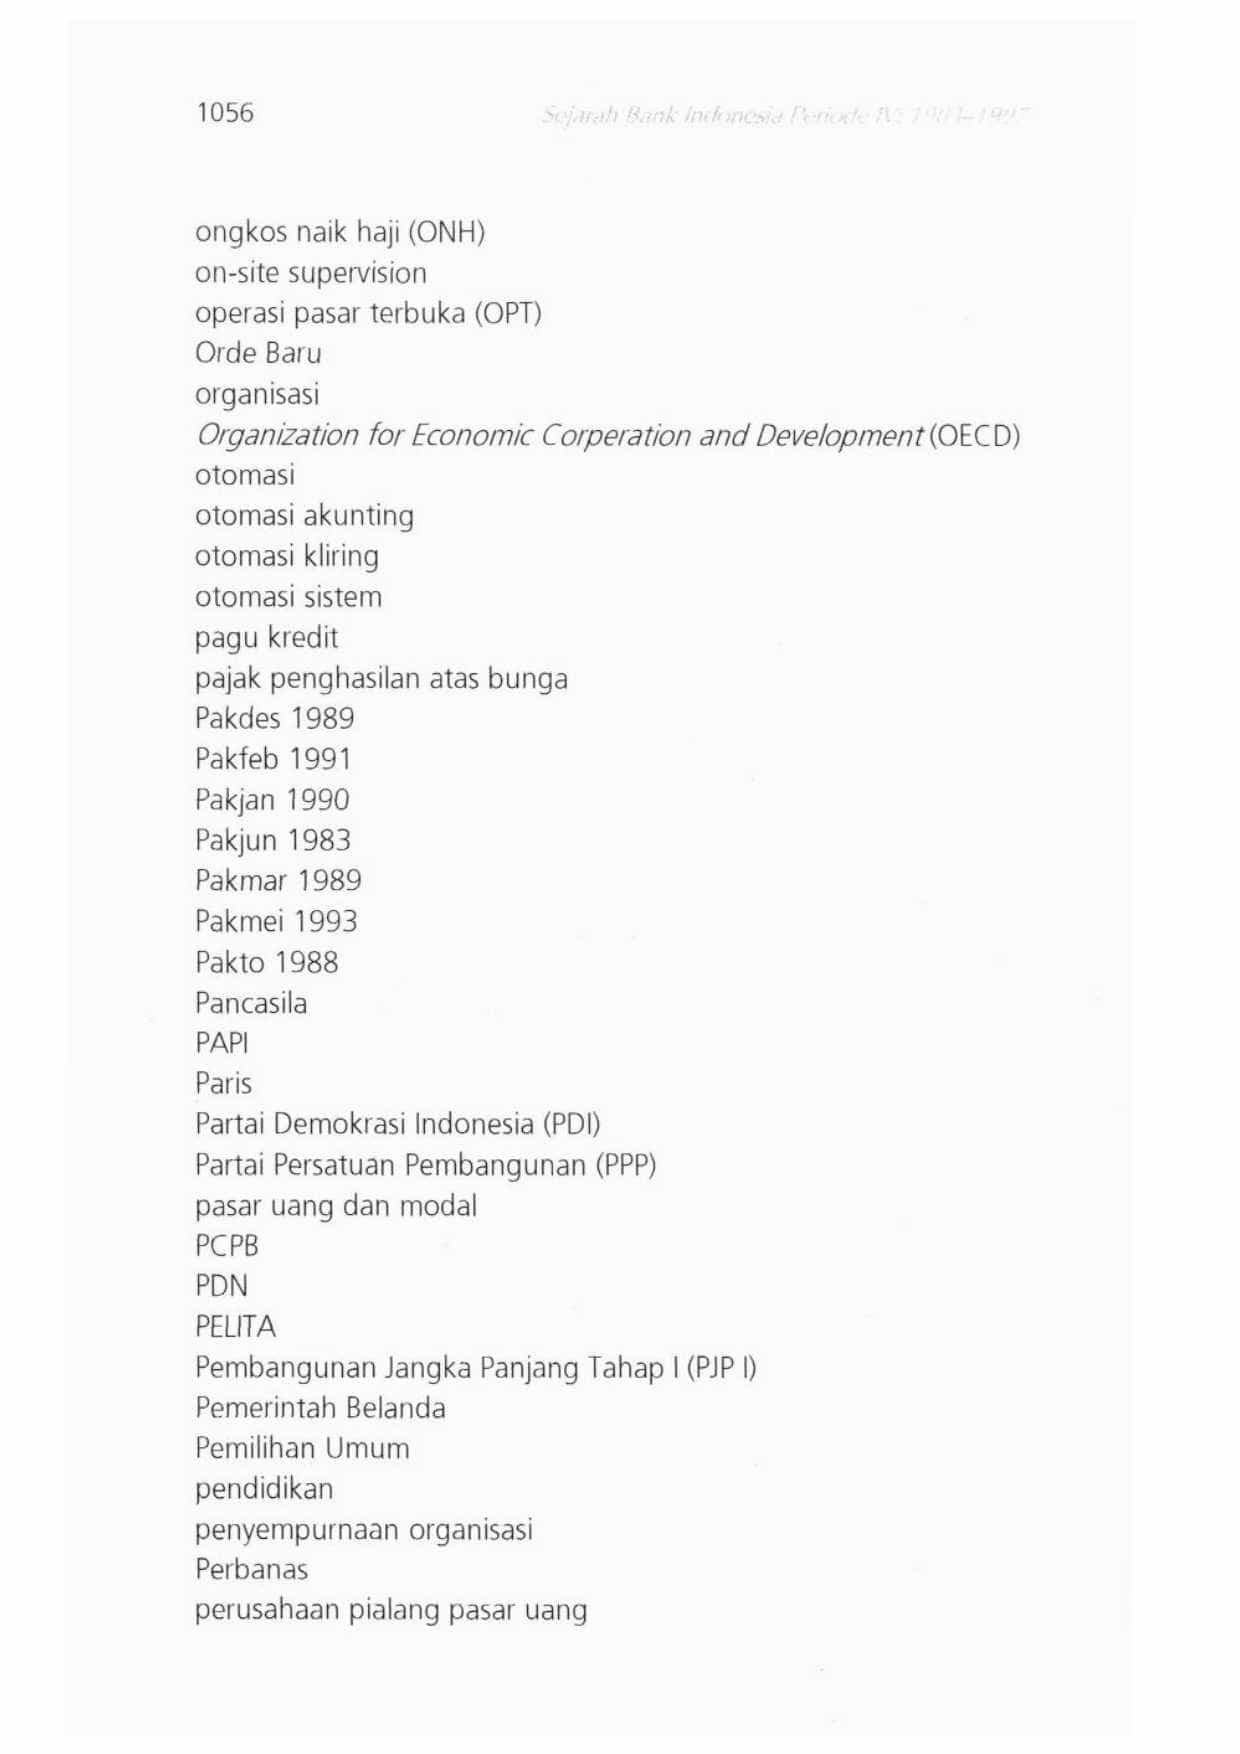 1056
Sejarah Bank Indonesia Periode IV: 1983–1997
ongkos naik haji (ONH)
on-site supervision
operasi pasar terbuka (OPT)
Orde Baru
organisasi
Organization for Economic Corperation and Development (OECD)
otomasi
otomasi akunting
otomasi kliring
otomasi sistem
pagu kredit
pajak penghasilan atas bunga
Pakdes 1989
Pakfeb 1991
Pakjan 1990
Pakjun 1983
Pakmar 1989
Pakmei 1993
Pakto 1988
Pancasila
PAPI
Paris
Partai Demokrasi Indonesia (PDI)
Partai Persatuan Pembangunan (PPP)
pasar uang dan modal
PCPB
PDN
PELITA
Pembangunan Jangka Panjang Tahap I (PJP I)
Pemerintah Belanda
Pemilihan Umum
pendidikan
penyempurnaan organisasi
Perbanas
perusahaan pialang pasar uang